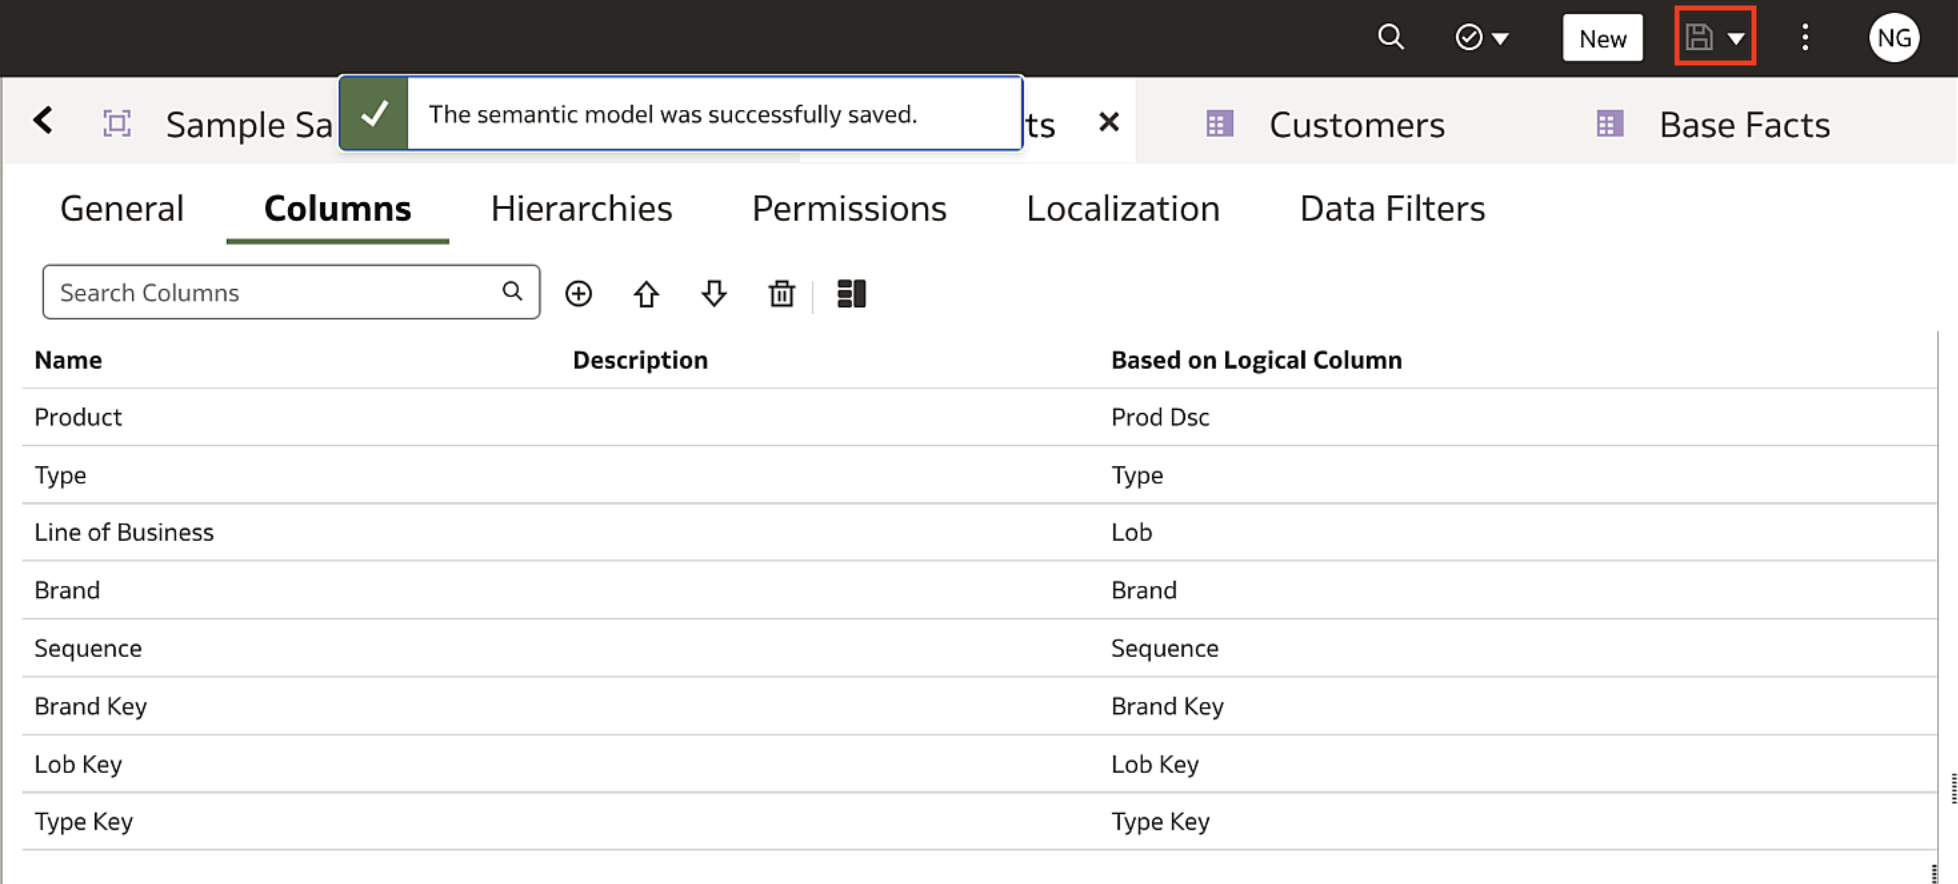 New
NG
Sample Sa
The semantic model was successfully saved.
ts
Customers
Base Facts
General Columns Hierarchies Permissions Localization Data Filters
Search Columns
Name Description Based on Logical Column
Product Prod Dsc
Type Type
Line of Business Lob
Brand Brand
Sequence Sequence
Brand Key Brand Key
Lob Key Lob Key
Type Key Type Key